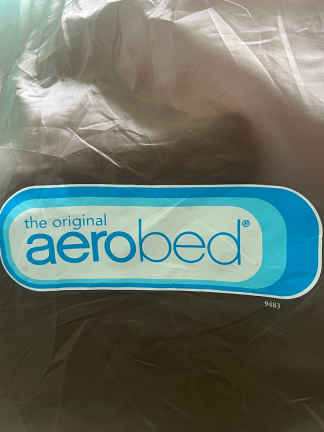 the original
aerobed®
9483